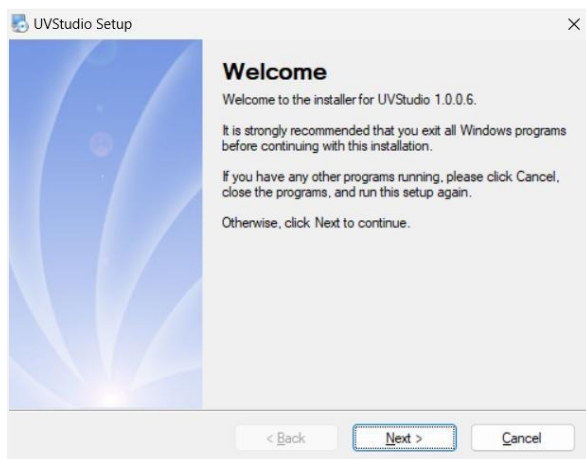 UVStudio Setup
Welcome
Welcome to the installer for UVStudio 1.0.0.6.
It is strongly recommended that you exit all Windows programs
before continuing with this installation.
If you have any other programs running, please click Cancel,
close the programs, and run this setup again.
Otherwise, click Next to continue.
< Back
Next >
Cancel